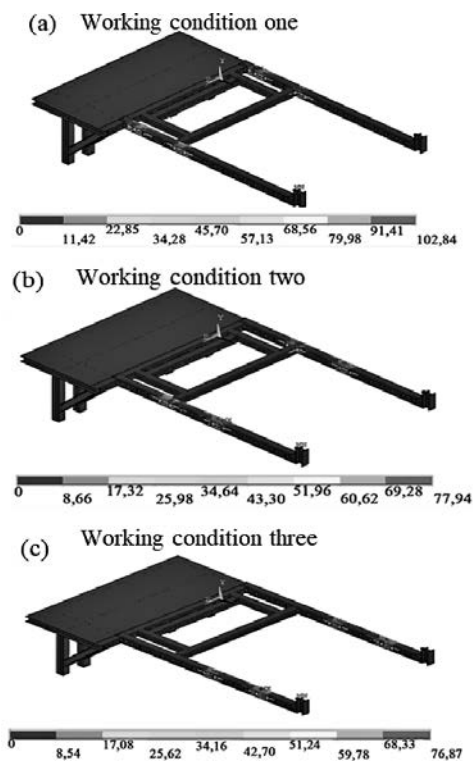 (a) Working condition one
0 22,85 45,70 68,56 91,41
11,42 34,28 57,13 79,98 102,84
(b) Working condition two
0 17,32 34,64 51,96 69,28
8,66 25,98 43,30 60,62 77,94
(c) Working condition three
0 17,08 34,16 51,24 68,33
8,54 25,62 42,70 59,78 76,87